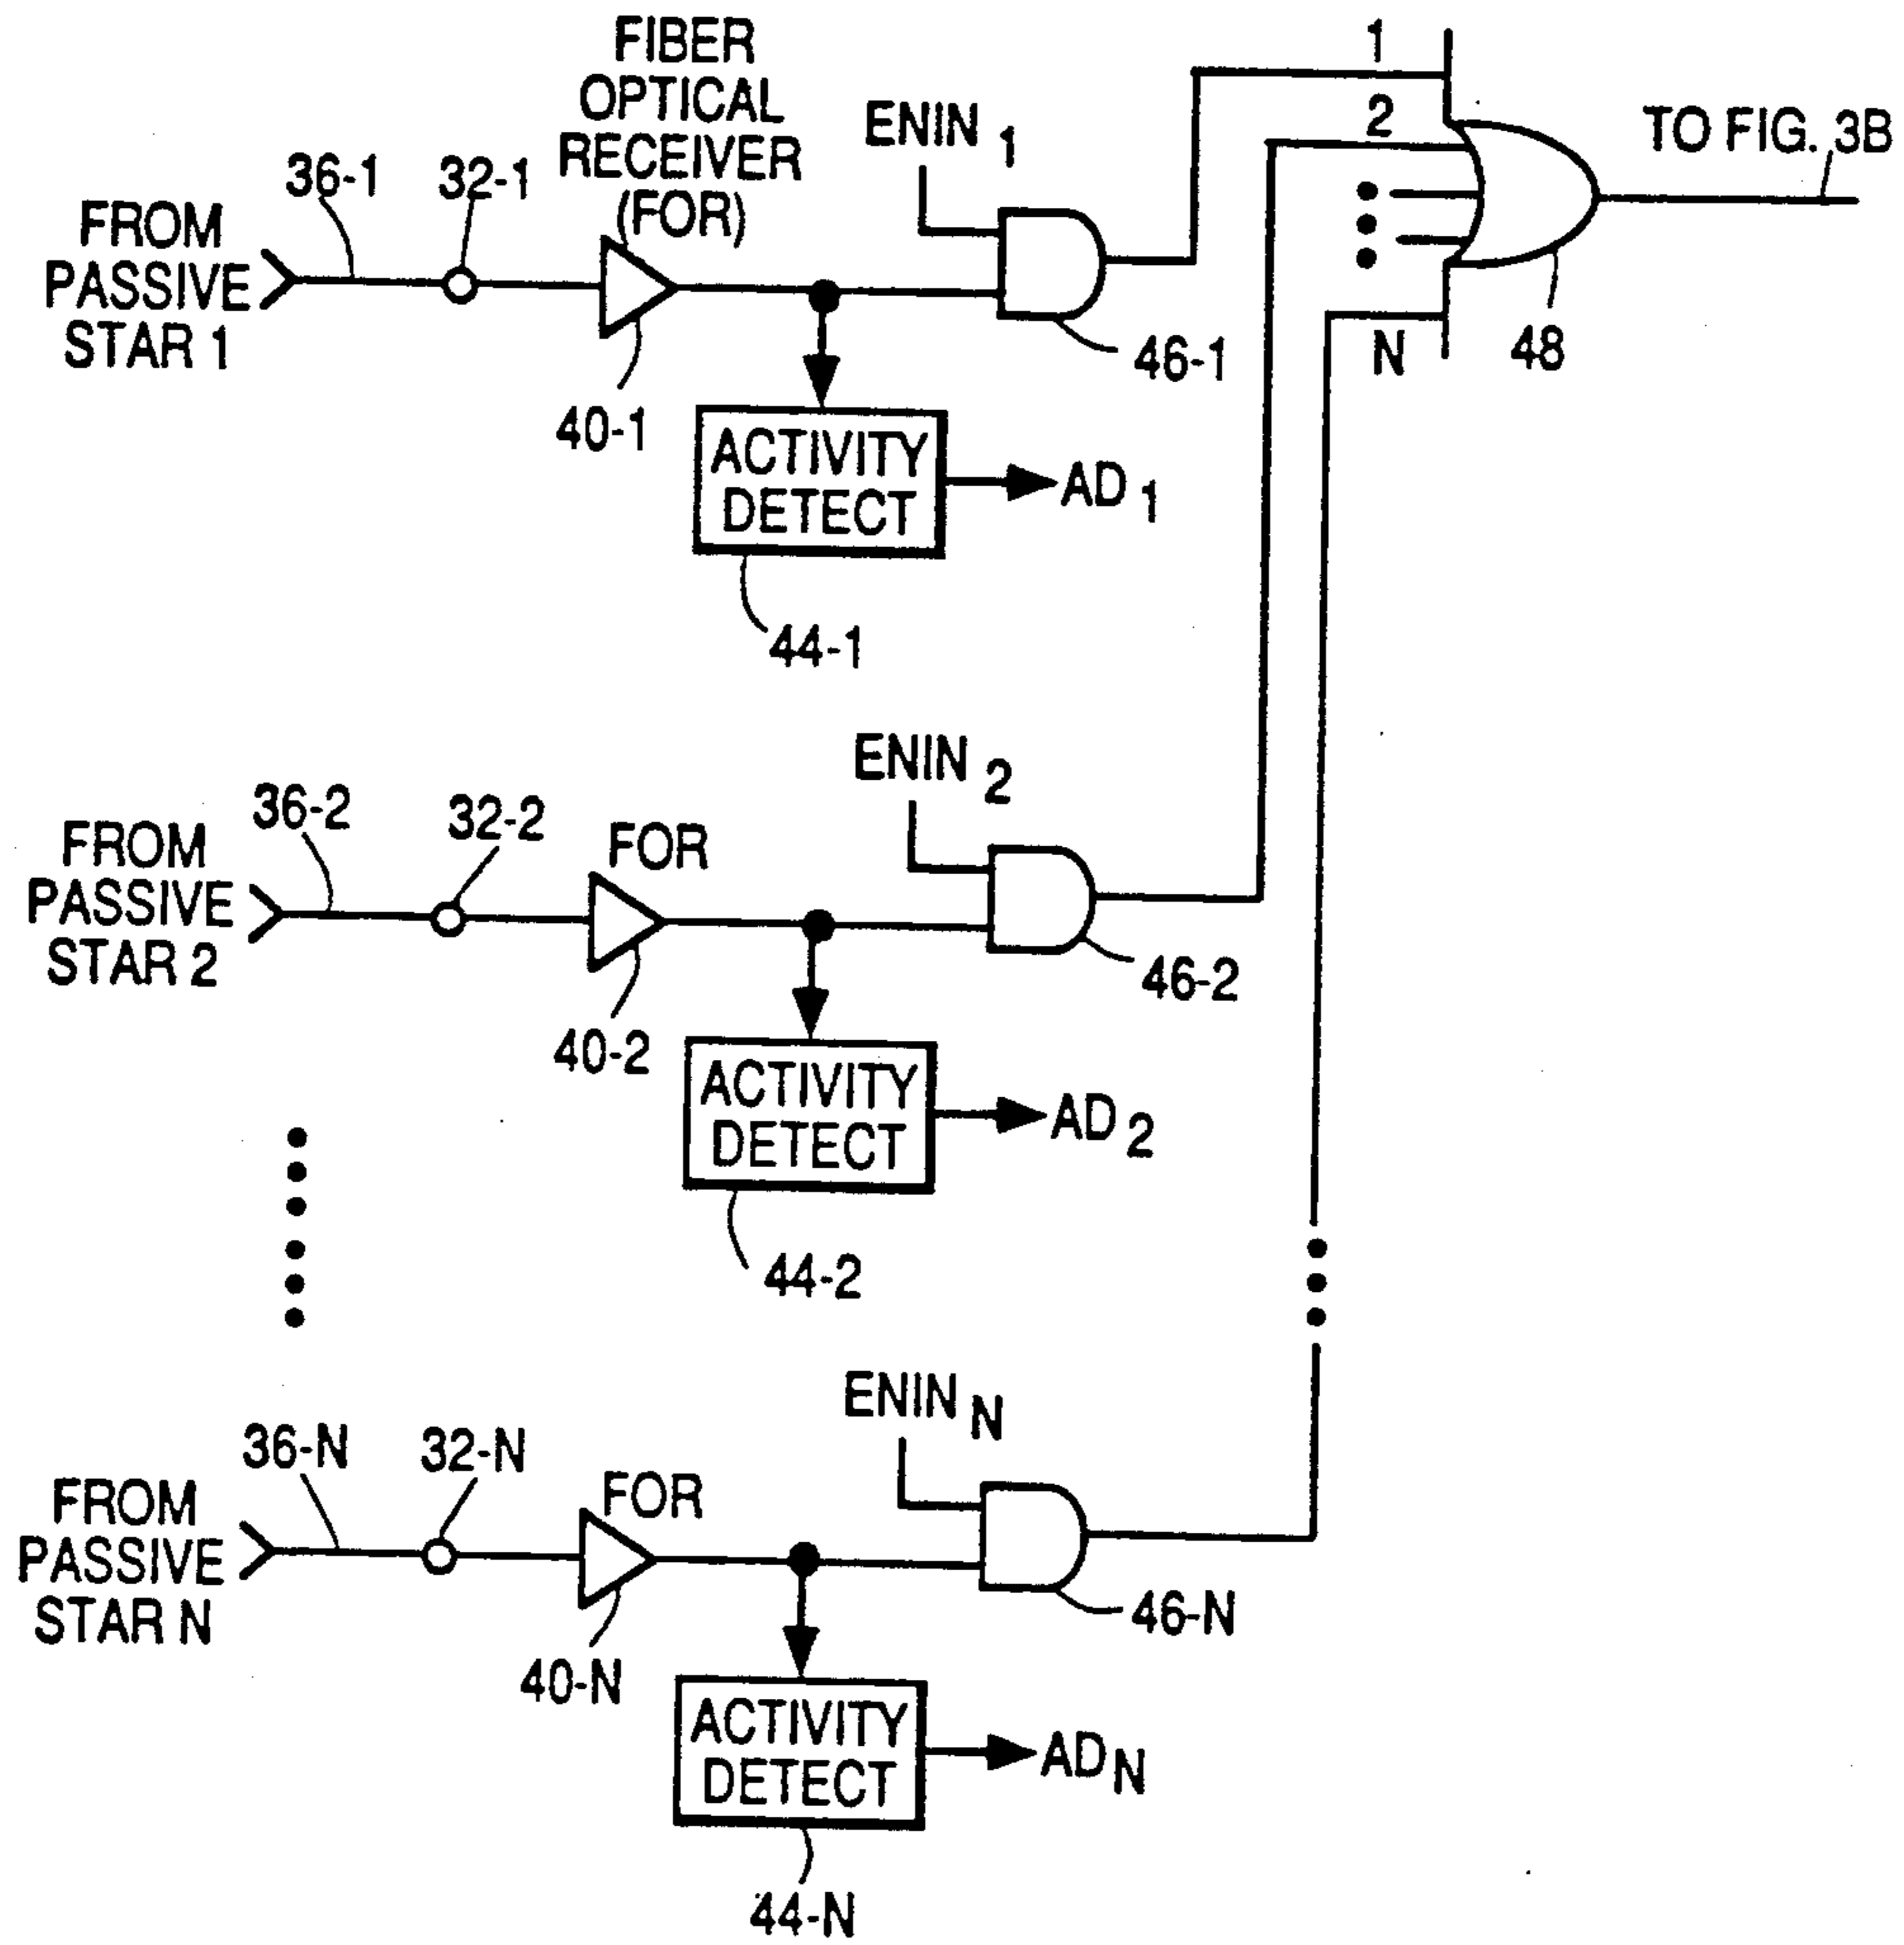 FIBER
OPTICAL
RECEIVER
(FOR)
1
2
N
TO FIG. 3B
48
ENIN 1
36-1
32-1
FROM
PASSIVE
STAR 1
40-1
46-1
ACTIVITY
DETECT
AD 1
44-1
ENIN 2
36-2
32-2
FOR
FROM
PASSIVE
STAR 2
40-2
46-2
ACTIVITY
DETECT
AD 2
44-2
ENIN N
36-N
32-N
FOR
FROM
PASSIVE
STAR N
40-N
46-N
ACTIVITY
DETECT
AD N
44-N